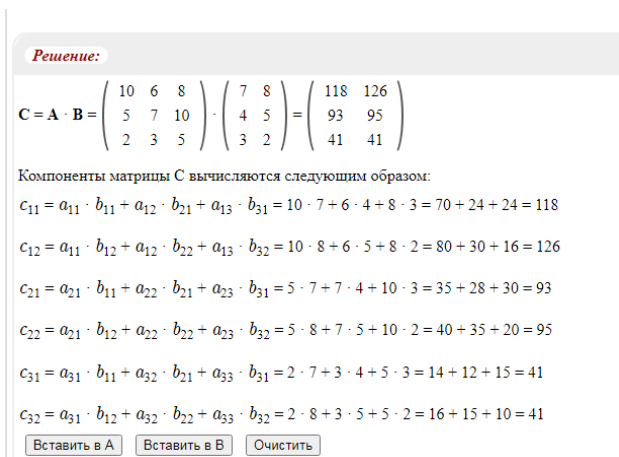 Решение:
C = A · B = ( 10 6 8 ; 5 7 10 ; 2 3 5 ) · ( 7 8 ; 4 5 ; 3 2 ) = ( 118 126 ; 93 95 ; 41 41 )
Компоненты матрицы С вычисляются следующим образом:
c₁₁ = a₁₁ · b₁₁ + a₁₂ · b₂₁ + a₁₃ · b₃₁ = 10 · 7 + 6 · 4 + 8 · 3 = 70 + 24 + 24 = 118
c₁₂ = a₁₁ · b₁₂ + a₁₂ · b₂₂ + a₁₃ · b₃₂ = 10 · 8 + 6 · 5 + 8 · 2 = 80 + 30 + 16 = 126
c₂₁ = a₂₁ · b₁₁ + a₂₂ · b₂₁ + a₂₃ · b₃₁ = 5 · 7 + 7 · 4 + 10 · 3 = 35 + 28 + 30 = 93
c₂₂ = a₂₁ · b₁₂ + a₂₂ · b₂₂ + a₂₃ · b₃₂ = 5 · 8 + 7 · 5 + 10 · 2 = 40 + 35 + 20 = 95
c₃₁ = a₃₁ · b₁₁ + a₃₂ · b₂₁ + a₃₃ · b₃₁ = 2 · 7 + 3 · 4 + 5 · 3 = 14 + 12 + 15 = 41
c₃₂ = a₃₁ · b₁₂ + a₃₂ · b₂₂ + a₃₃ · b₃₂ = 2 · 8 + 3 · 5 + 5 · 2 = 16 + 15 + 10 = 41
Вставить в A Вставить в B Очистить